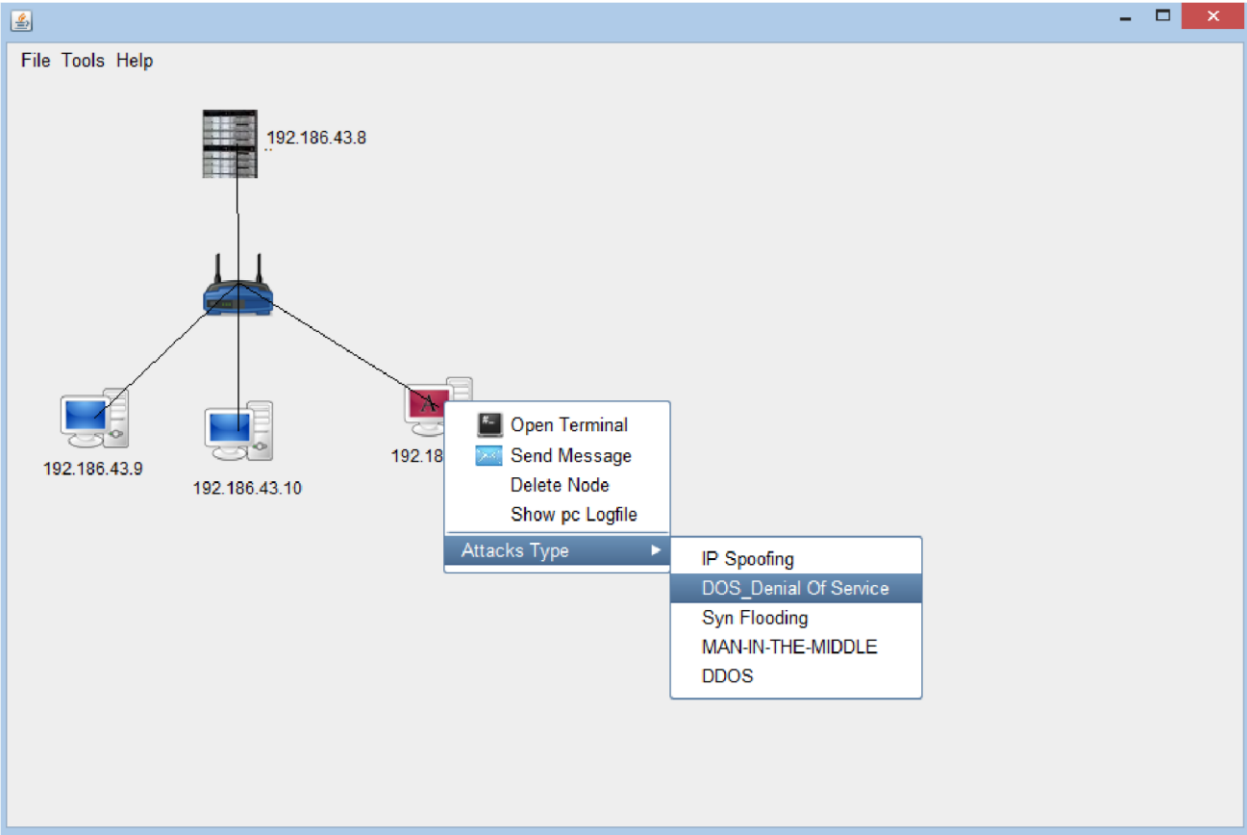 File Tools Help
192.186.43.8
192.186.43.9
192.186.43.10
192.18
Open Terminal
Send Message
Delete Node
Show pc Logfile
Attacks Type
IP Spoofing
DOS_Denial Of Service
Syn Flooding
MAN-IN-THE-MIDDLE
DDOS